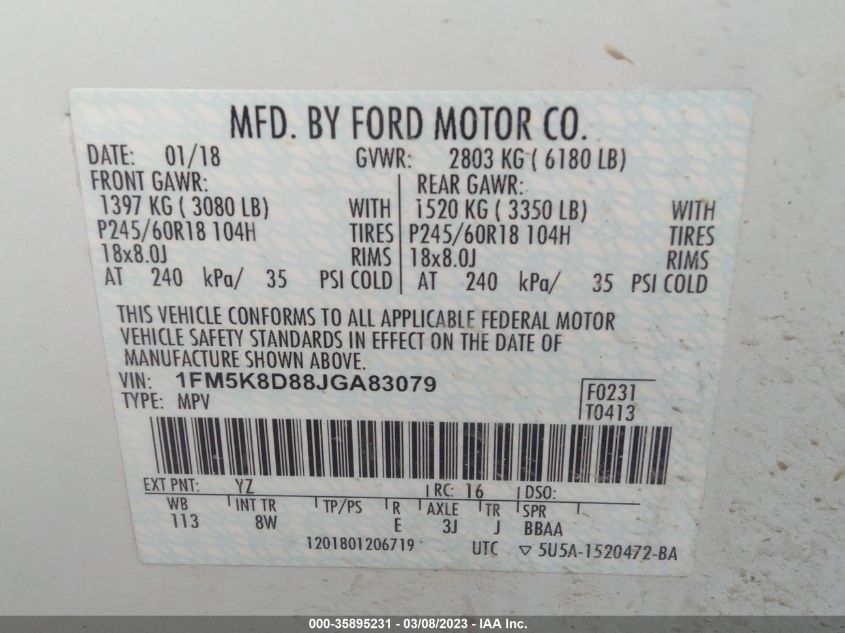 MFD. BY FORD MOTOR CO.
DATE: 01/18 GVWR: 2803 KG ( 6180 LB)
FRONT GAWR: REAR GAWR:
1397 KG ( 3080 LB) WITH 1520 KG ( 3350 LB) WITH
P245/60R18 104H TIRES P245/60R18 104H TIRES
18x8.0J RIMS 18x8.0J RIMS
AT 240 kPa/ 35 PSI COLD AT 240 kPa/ 35 PSI COLD
THIS VEHICLE CONFORMS TO ALL APPLICABLE FEDERAL MOTOR
VEHICLE SAFETY STANDARDS IN EFFECT ON THE DATE OF
MANUFACTURE SHOWN ABOVE.
VIN: 1FM5K8D88JGA83079 F0231
TYPE: MPV T0413
EXT PNT: YZ RC: 16 DSO:
WB INT TR TP/PS R AXLE TR SPR
113 8W E 3J J BBAA
1201801206719 UTC ▽ 5U5A-1520472-BA
000-35895231 - 03/08/2023 - IAA Inc.